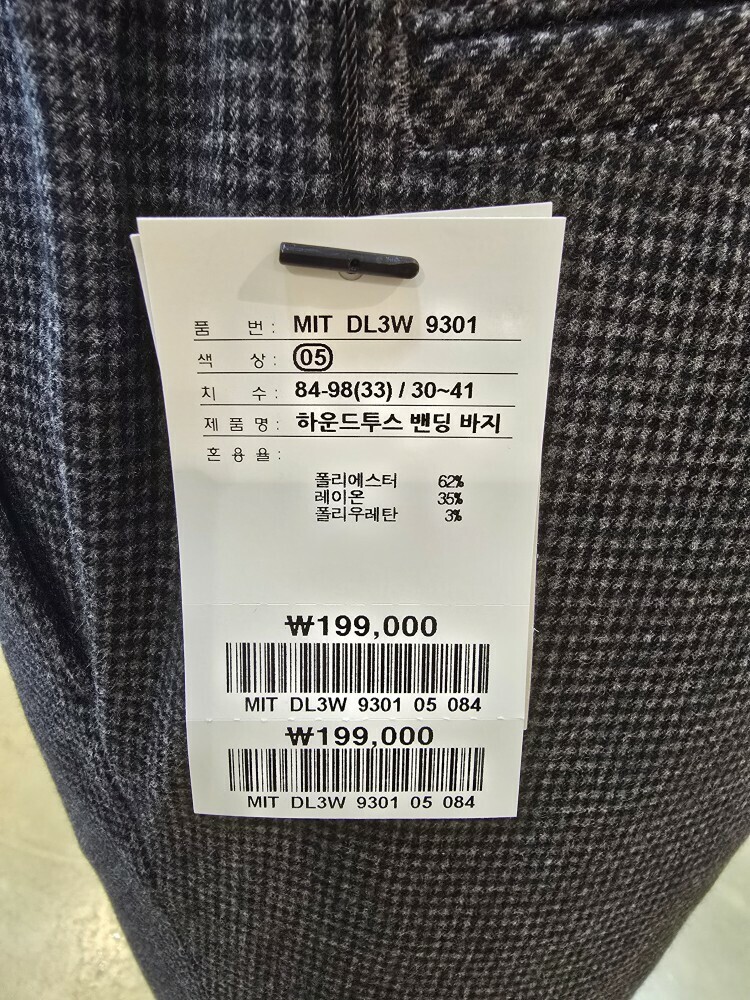 품 번 : MIT DL3W 9301
색 상 : 05
치 수 : 84-98(33) / 30~41
제 품 명 : 하운드투스 밴딩 바지
혼 용 율 :
폴리에스터 62%
레이온 35%
폴리우레탄 3%
₩199,000
MIT DL3W 9301 05 084
₩199,000
MIT DL3W 9301 05 084